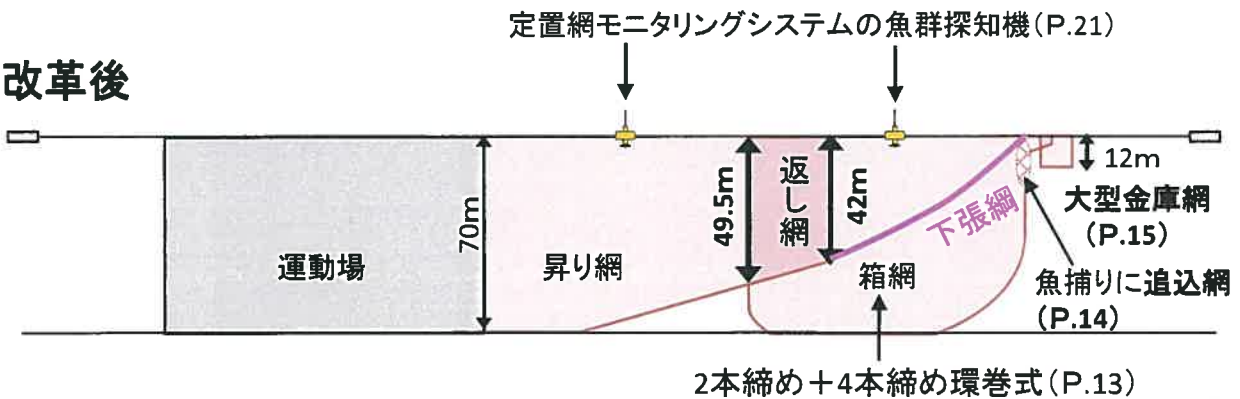 定置網モニタリングシステムの魚群探知機（P.21）
改革後
12m
70m
49.5m
返し網
42m
下張網
大型金庫網
（P.15）
運動場
昇り網
箱網
魚捕りに追込網
（P.14）
2本締め＋4本締め環巻式（P.13）